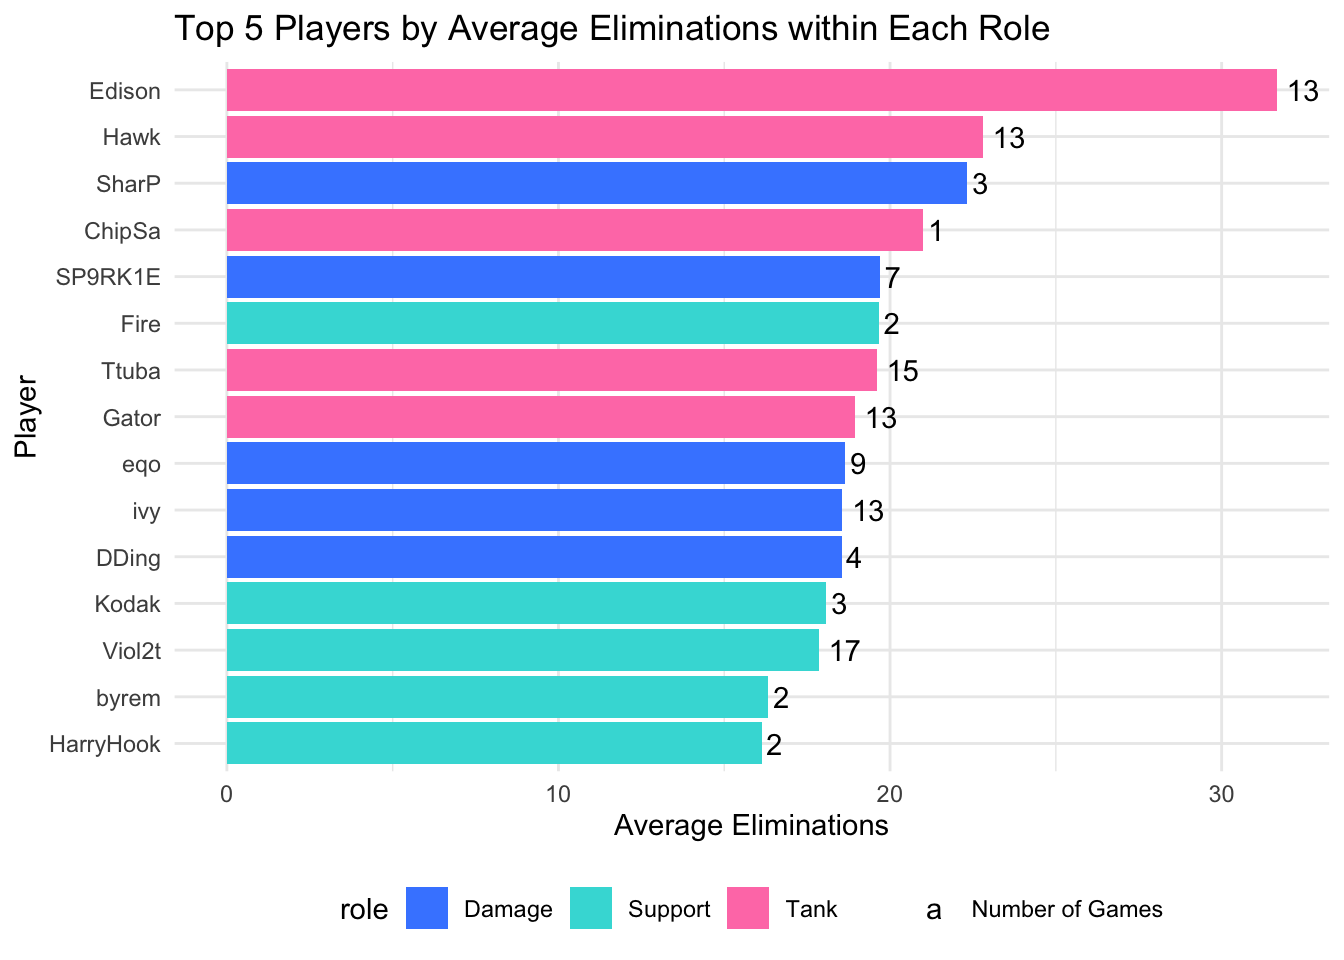 Top 5 Players by Average Eliminations within Each Role
Player
Edison 13
Hawk 13
SharP 3
ChipSa 1
SP9RK1E 7
Fire 2
Ttuba 15
Gator 13
eqo 9
ivy 13
DDing 4
Kodak 3
Viol2t 17
byrem 2
HarryHook 2
0 10 20 30
Average Eliminations
role Damage Support Tank a Number of Games